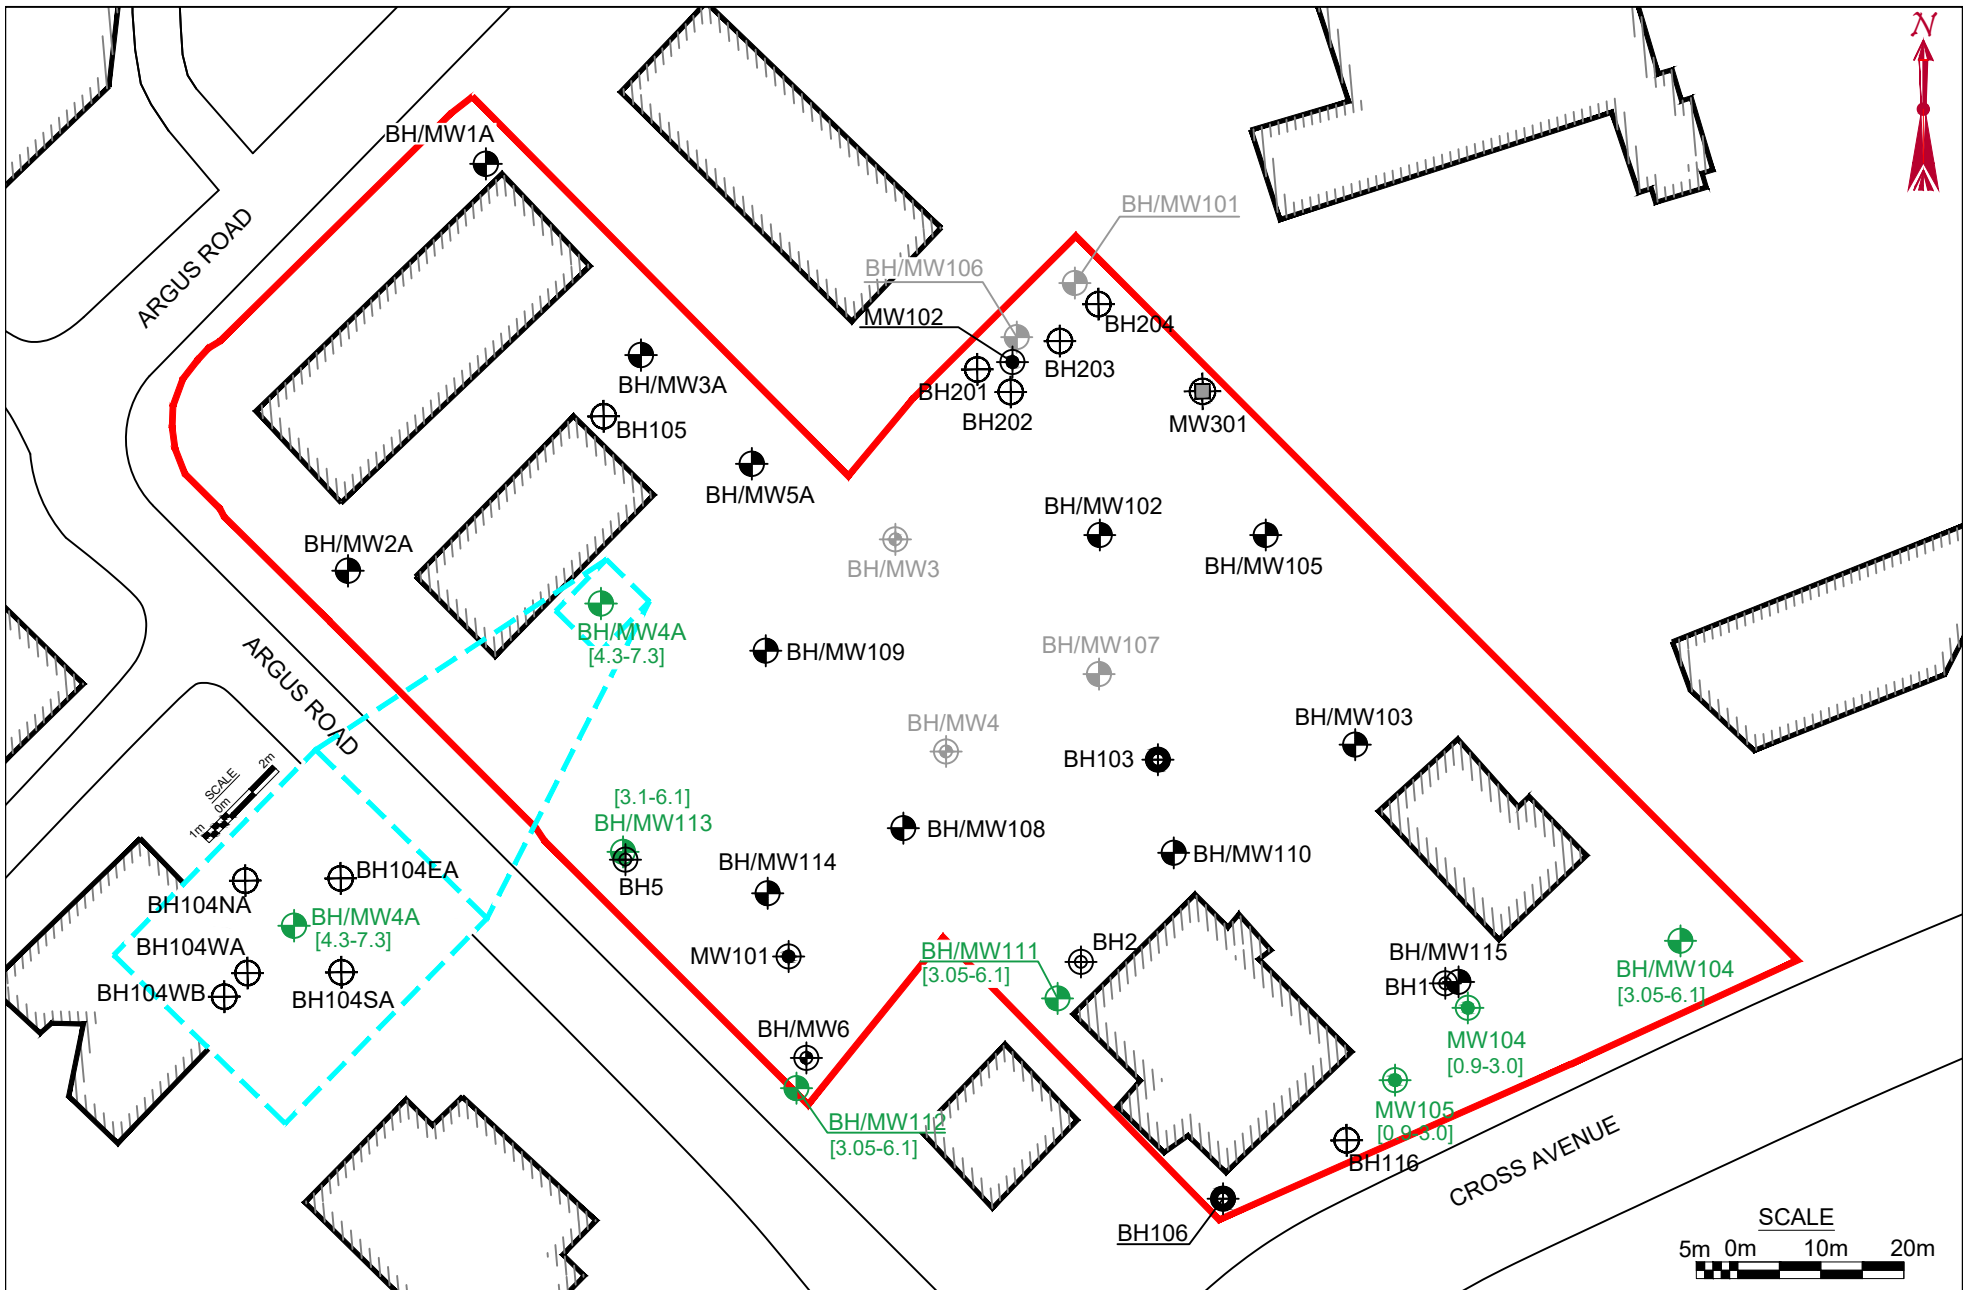 N
BH/MW1A
BH/MW101
ARGUS ROAD
BH/MW106
MW102
BH204
BH203
BH/MW3A
BH201
BH202
MW301
BH105
BH/MW5A
BH/MW102
BH/MW2A
BH/MW3
BH/MW105
BH/MW4A
[4.3-7.3]
BH/MW109
BH/MW107
ARGUS ROAD
BH/MW4
BH/MW103
BH103
SCALE
1m 0m 2m
[3.1-6.1]
BH/MW113
BH/MW108
BH5
BH/MW114
BH/MW110
BH104NA
BH104EA
BH/MW4A
[4.3-7.3]
BH104WA
BH104WB
BH104SA
MW101
BH/MW111
[3.05-6.1]
BH2
BH/MW115
BH1
BH/MW104
[3.05-6.1]
MW104
[0.9-3.0]
BH/MW6
MW105
[0.9-3.0]
BH/MW112
[3.05-6.1]
BH116
CROSS AVENUE
BH106
SCALE
5m 0m 10m 20m